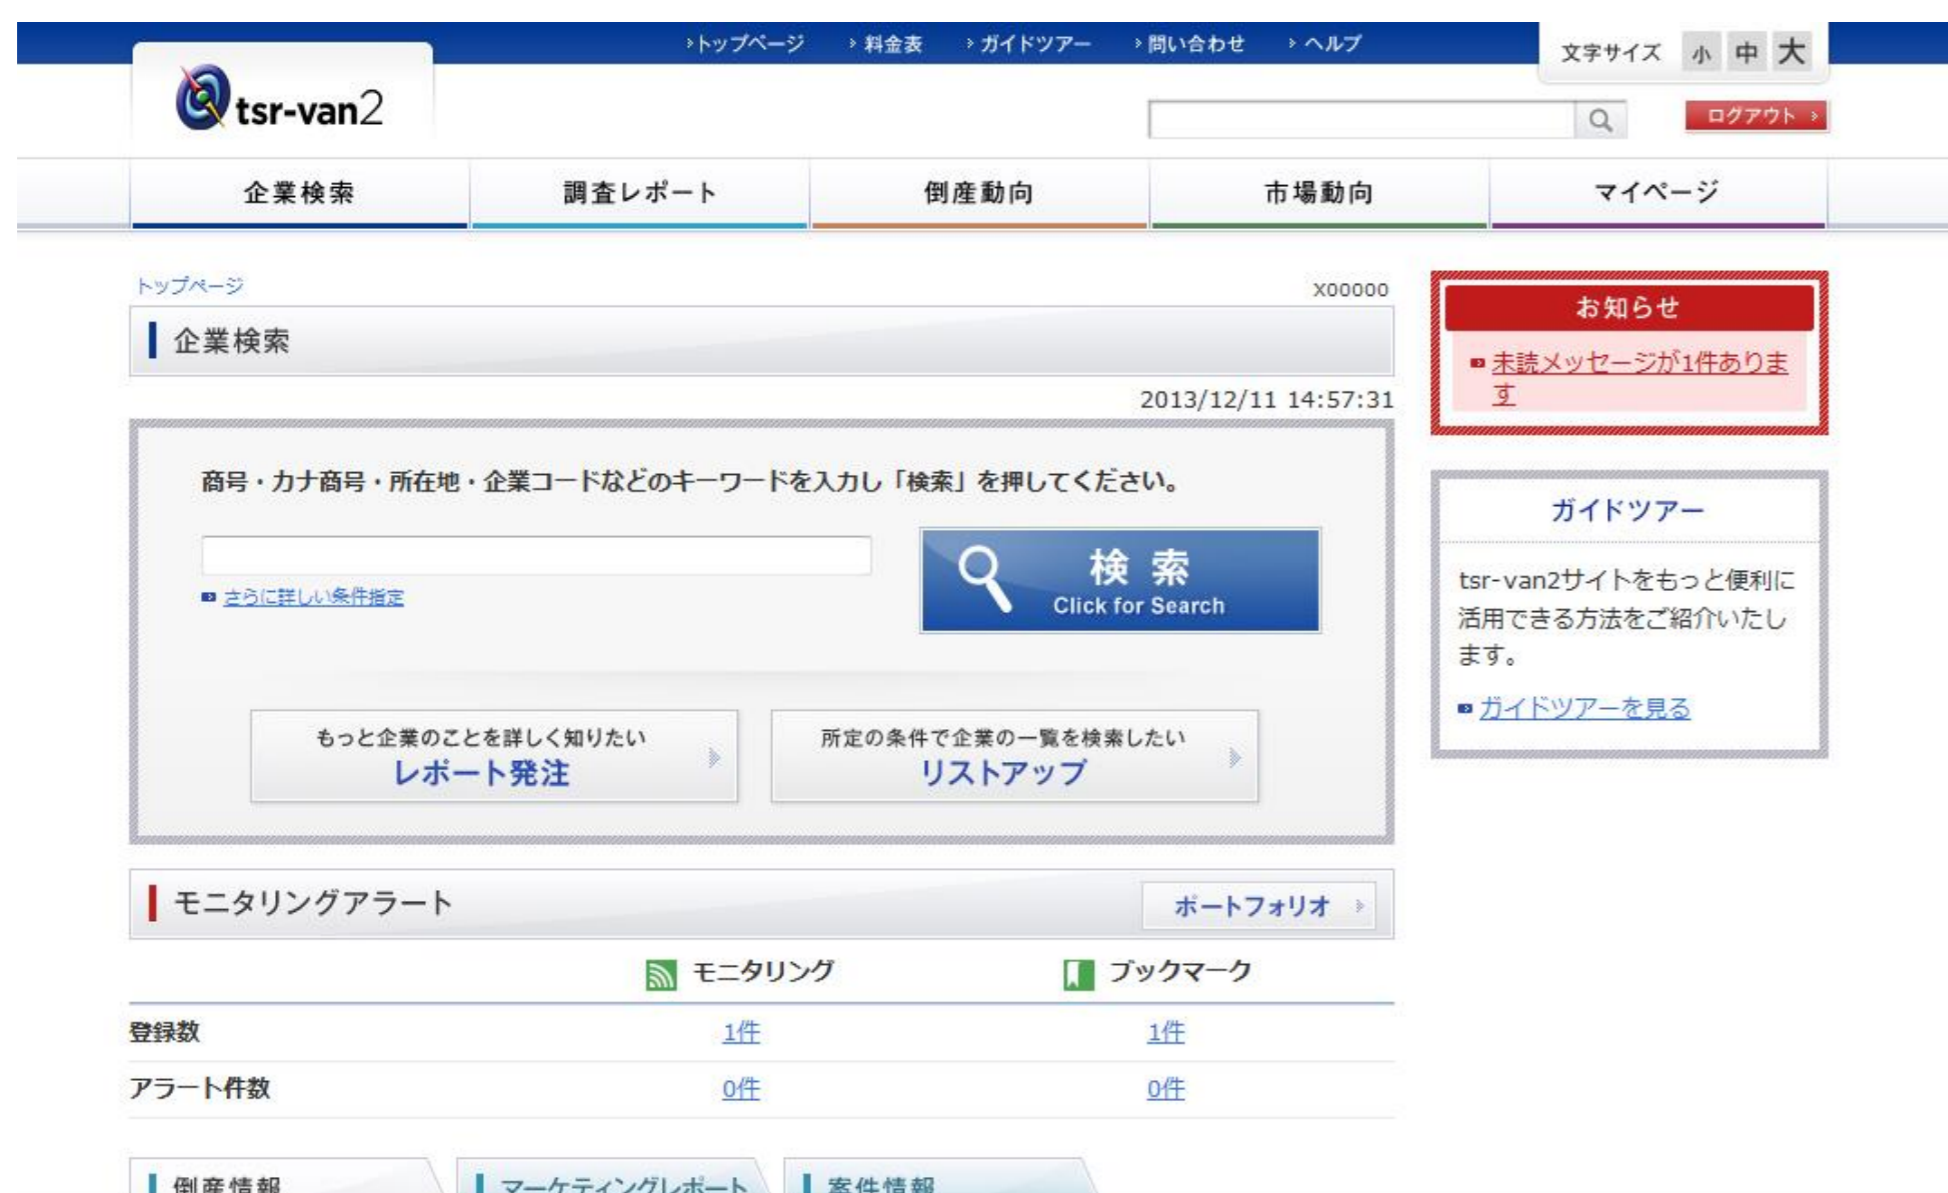 トップページ 料金表 ガイドツアー 問い合わせ ヘルプ
文字サイズ 小 中 大
tsr-van2
ログアウト
企業検索 調査レポート 倒産動向 市場動向 マイページ
トップページ
X00000
企業検索
2013/12/11 14:57:31
商号・カナ商号・所在地・企業コードなどのキーワードを入力し「検索」を押してください。
検索
Click for Search
さらに詳しい条件指定
もっと企業のことを詳しく知りたい
レポート発注
所定の条件で企業の一覧を検索したい
リストアップ
お知らせ
未読メッセージが1件ありま
す
ガイドツアー
tsr-van2サイトをもっと便利に
活用できる方法をご紹介いたし
ます。
ガイドツアーを見る
モニタリングアラート
ポートフォリオ
モニタリング ブックマーク
登録数 1件 1件
アラート件数 0件 0件
倒産情報 マーケティングレポート 案件情報